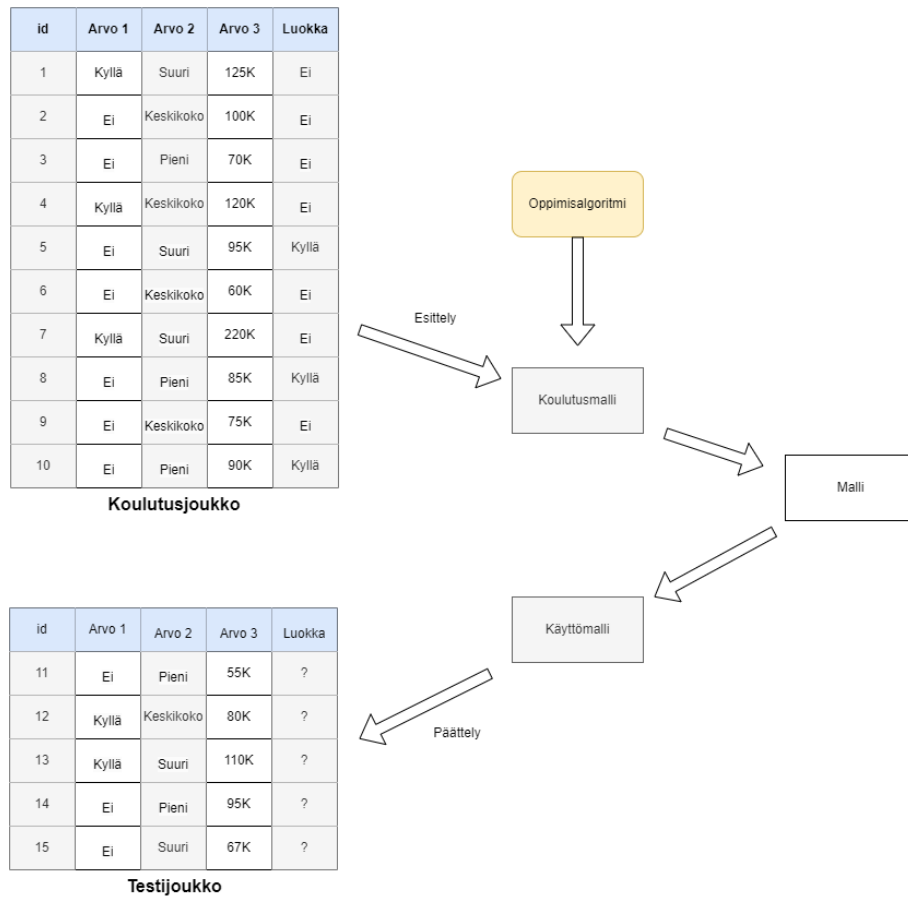 id Arvo 1 Arvo 2 Arvo 3 Luokka
1 Kyllä Suuri 125K Ei
2 Ei Keskikoko 100K Ei
3 Ei Pieni 70K Ei
4 Kyllä Keskikoko 120K Ei
5 Ei Suuri 95K Kyllä
6 Ei Keskikoko 60K Ei
7 Kyllä Suuri 220K Ei
8 Ei Pieni 85K Kyllä
9 Ei Keskikoko 75K Ei
10 Ei Pieni 90K Kyllä
Koulutusjoukko
Oppimisalgoritmi
Esittely
Koulutusmalli
Malli
Käyttömalli
Päättely
id Arvo 1 Arvo 2 Arvo 3 Luokka
11 Ei Pieni 55K ?
12 Kyllä Keskikoko 80K ?
13 Kyllä Suuri 110K ?
14 Ei Pieni 95K ?
15 Ei Suuri 67K ?
Testijoukko